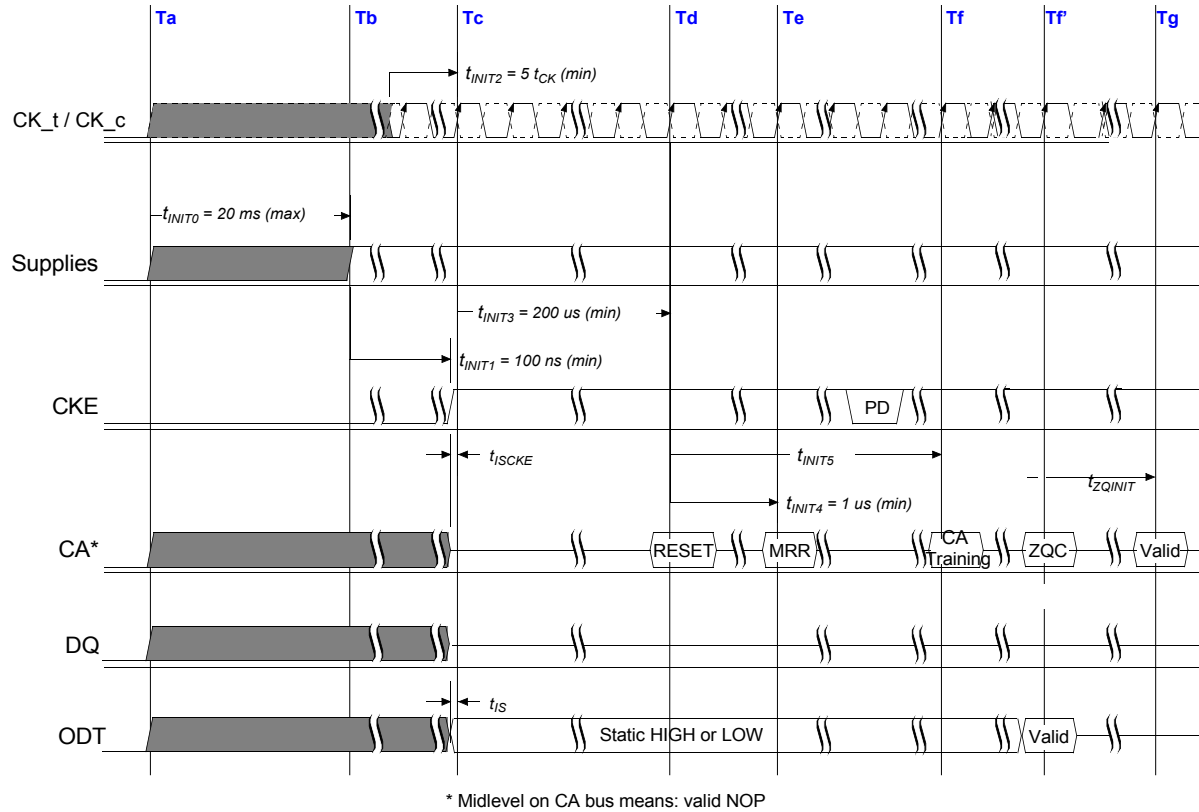 Ta Tb Tc Td Te Tf Tf’ Tg
tINIT2 = 5 tCK (min)
CK_t / CK_c
tINIT0 = 20 ms (max)
Supplies
tINIT3 = 200 us (min)
tINIT1 = 100 ns (min)
CKE
PD
tISCKE
tINIT5
tZQINIT
tINIT4 = 1 us (min)
CA*
RESET MRR CA Training ZQC Valid
DQ
tIS
ODT
Static HIGH or LOW
Valid
* Midlevel on CA bus means: valid NOP